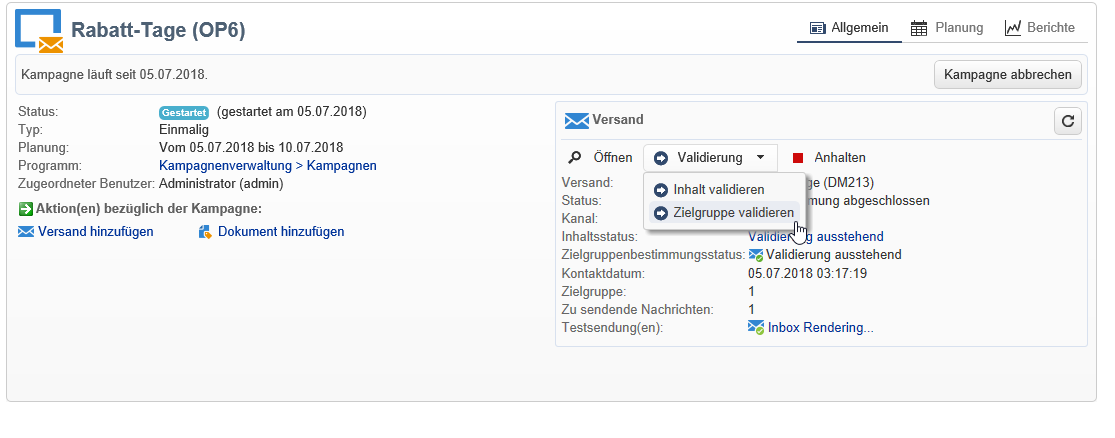 Rabatt-Tage (OP6)
Allgemein
Planung
Berichte
Kampagne läuft seit 05.07.2018.
Kampagne abbrechen
Status: Gestartet (gestartet am 05.07.2018)
Typ: Einmalig
Planung: Vom 05.07.2018 bis 10.07.2018
Programm: Kampagnenverwaltung > Kampagnen
Zugeordneter Benutzer: Administrator (admin)
Aktion(en) bezüglich der Kampagne:
Versand hinzufügen
Dokument hinzufügen
Versand
Öffnen
Validierung
Anhalten
Inhalt validieren
Zielgruppe validieren
Versand: (DM213)
Status: abgeschlossen
Kanal:
Inhaltsstatus: Validierung ausstehend
Zielgruppenbestimmungsstatus: Validierung ausstehend
Kontaktdatum: 05.07.2018 03:17:19
Zielgruppe: 1
Zu sendende Nachrichten: 1
Testsendung(en): Inbox Rendering...